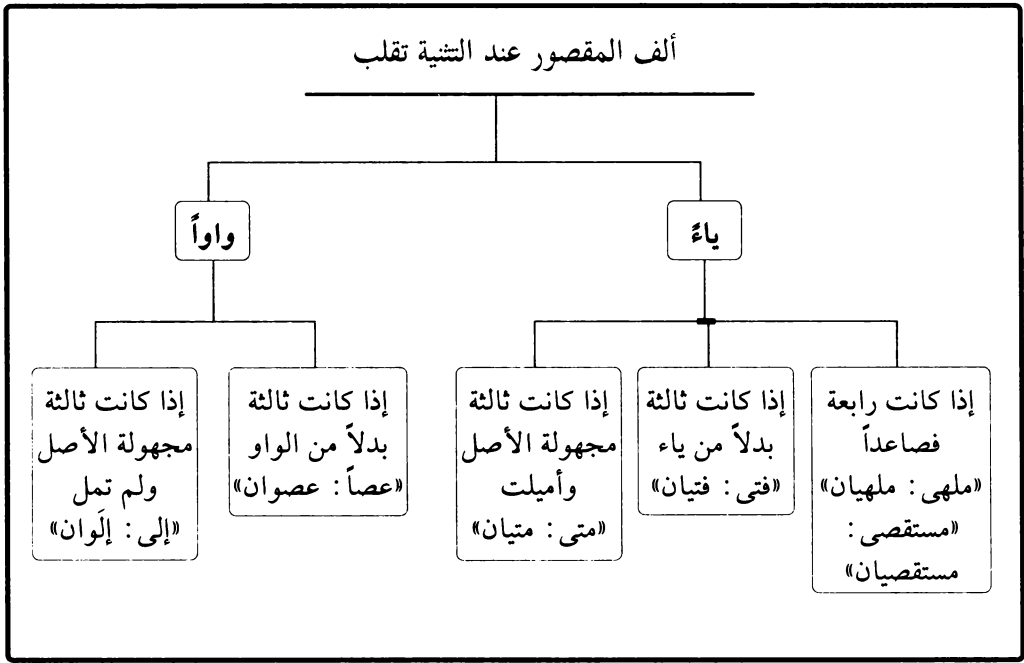 ألف المقصور عند التثنية تقلب
ياءً
واواً
إذا كانت رابعة
فصاعداً
«ملهى: ملهيان»
«مستقصى:
مستقصيان»
إذا كانت ثالثة
بدلاً من ياء
«فتى: فتيان»
إذا كانت ثالثة
مجهولة الأصل
وأميلت
«متى: متيان»
إذا كانت ثالثة
بدلاً من الواو
«عصاً: عصوان»
إذا كانت ثالثة
مجهولة الأصل
ولم تمل
«إلى: إلَوان»